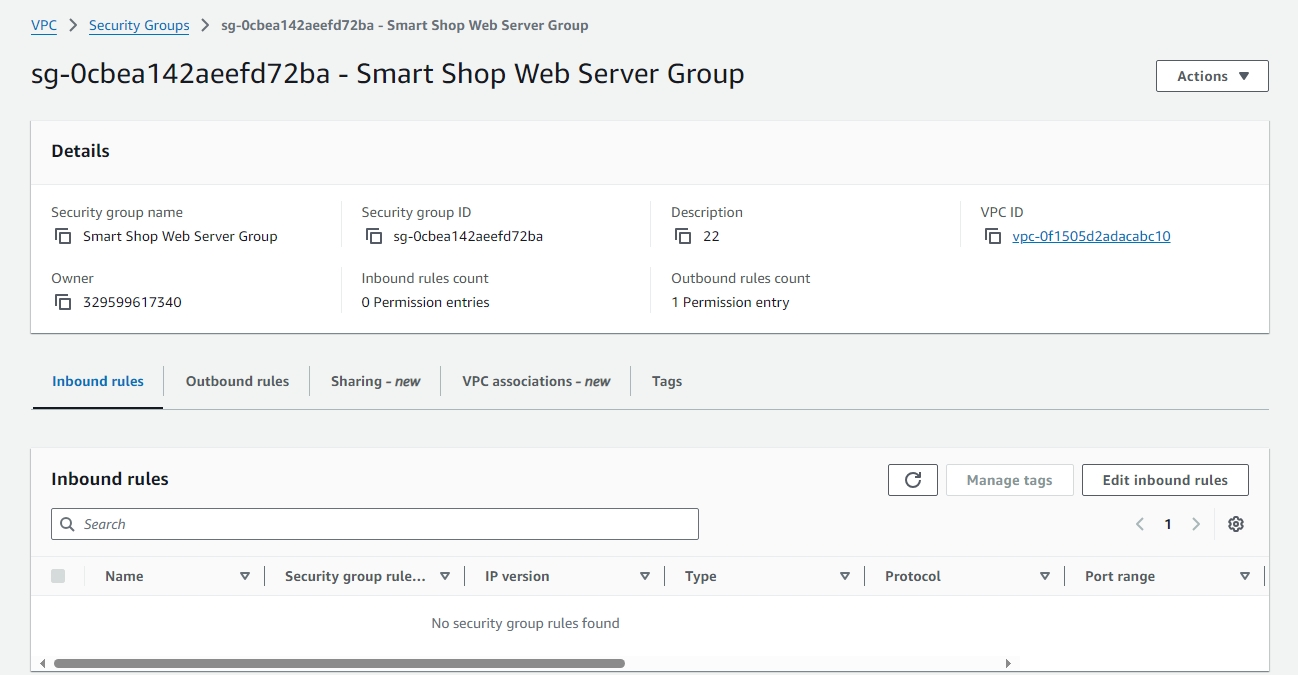 VPC > Security Groups > sg-0cbea142aeefd72ba - Smart Shop Web Server Group
sg-0cbea142aeefd72ba - Smart Shop Web Server Group
Actions
Details
Security group name
Smart Shop Web Server Group
Security group ID
sg-0cbea142aeefd72ba
Description
22
VPC ID
vpc-0f1505d2adacabc10
Owner
329599617340
Inbound rules count
0 Permission entries
Outbound rules count
1 Permission entry
Inbound rules
Outbound rules
Sharing - new
VPC associations - new
Tags
Inbound rules
Manage tags
Edit inbound rules
Search
1
Name
Security group rule...
IP version
Type
Protocol
Port range
No security group rules found